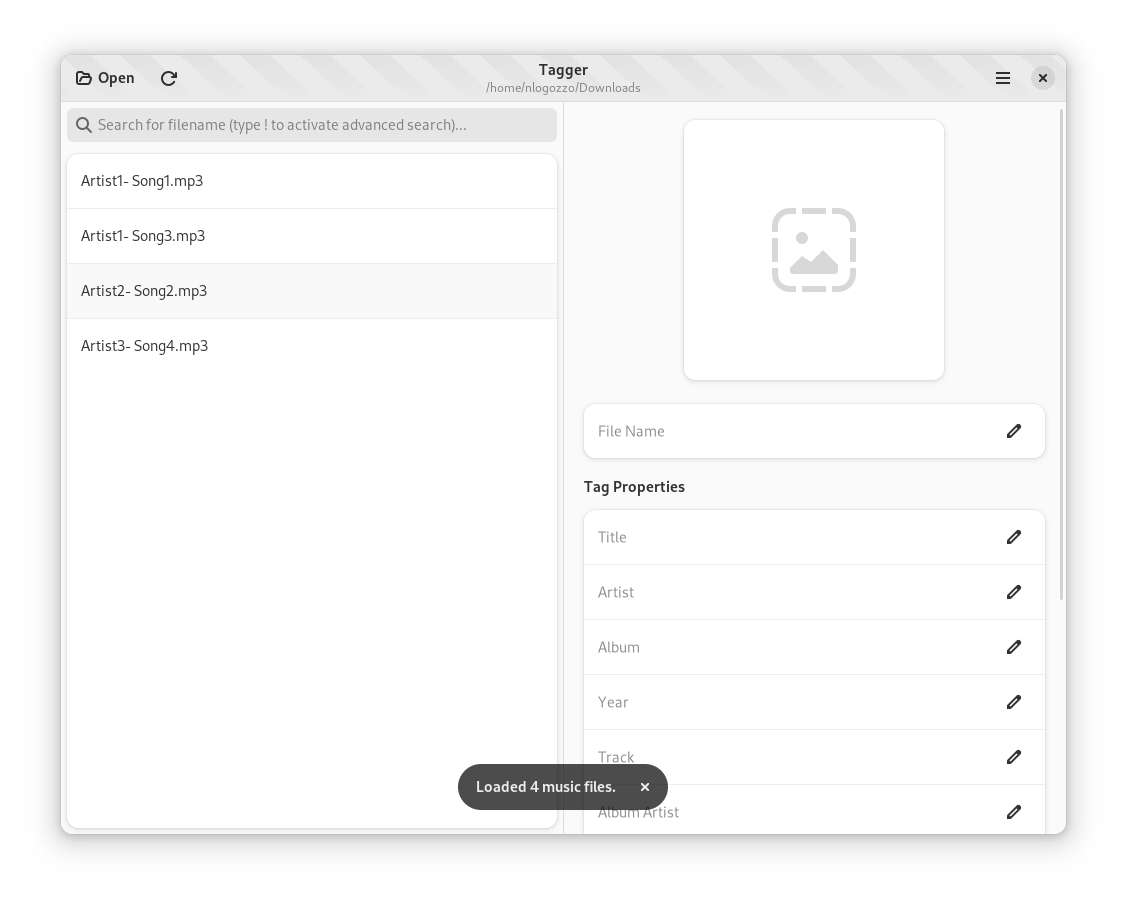 Open
Tagger
/home/nlogozzo/Downloads
Search for filename (type ! to activate advanced search)...
Artist1- Song1.mp3
Artist1- Song3.mp3
Artist2- Song2.mp3
Artist3- Song4.mp3
File Name
Tag Properties
Title
Artist
Album
Year
Track
Loaded 4 music files.
Album Artist